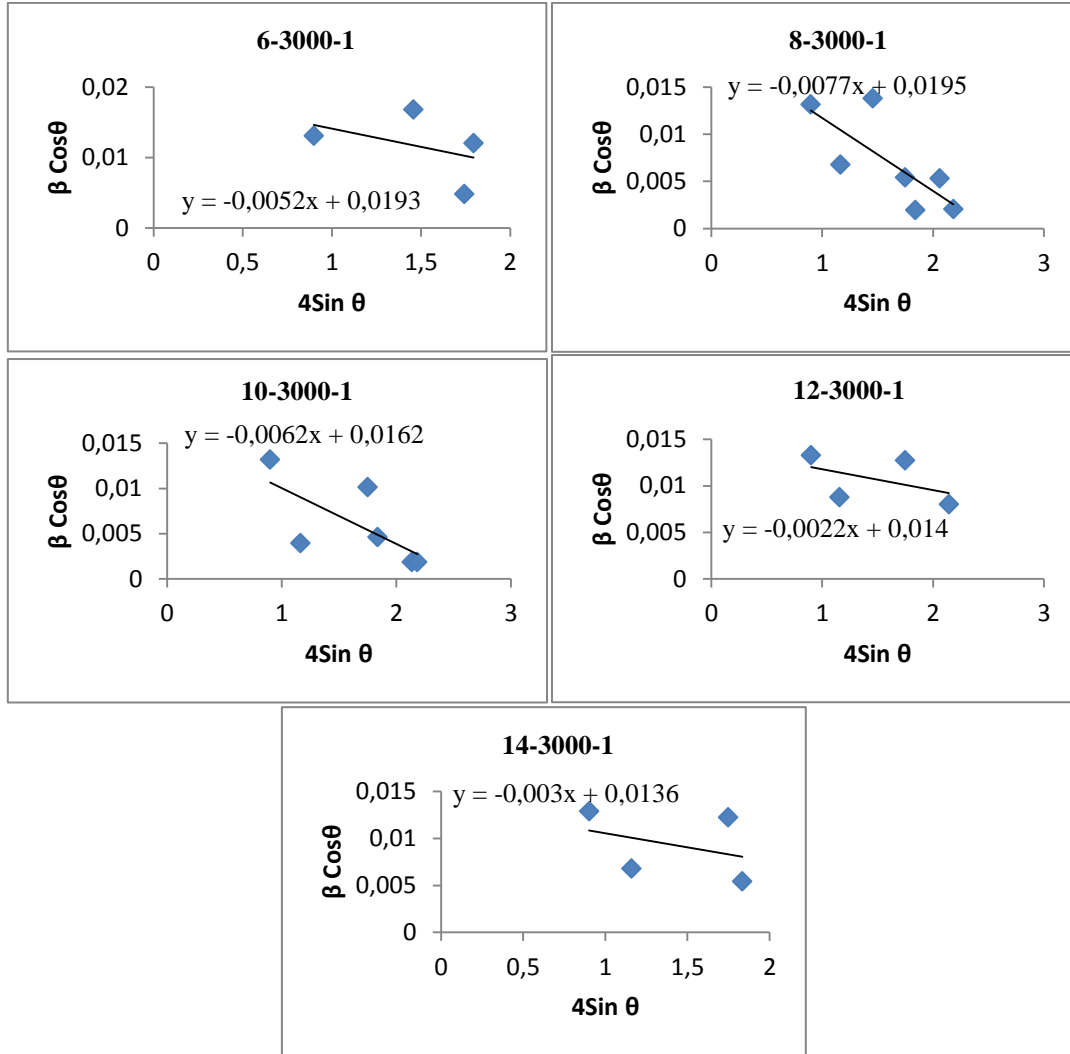 6-3000-1
0,02
0,01
0
y = -0,0052x + 0,0193
0 0,5 1 1,5 2
β Cosθ
4Sin θ
8-3000-1
y = -0,0077x + 0,0195
0,015
0,01
0,005
0
0 1 2 3
β Cosθ
4Sin θ
10-3000-1
y = -0,0062x + 0,0162
0,015
0,01
0,005
0
0 1 2 3
β Cosθ
4Sin θ
12-3000-1
0,015
0,01
0,005
0
y = -0,0022x + 0,014
0 1 2 3
β Cosθ
4Sin θ
14-3000-1
y = -0,003x + 0,0136
0,015
0,01
0,005
0
0 0,5 1 1,5 2
β Cosθ
4Sin θ